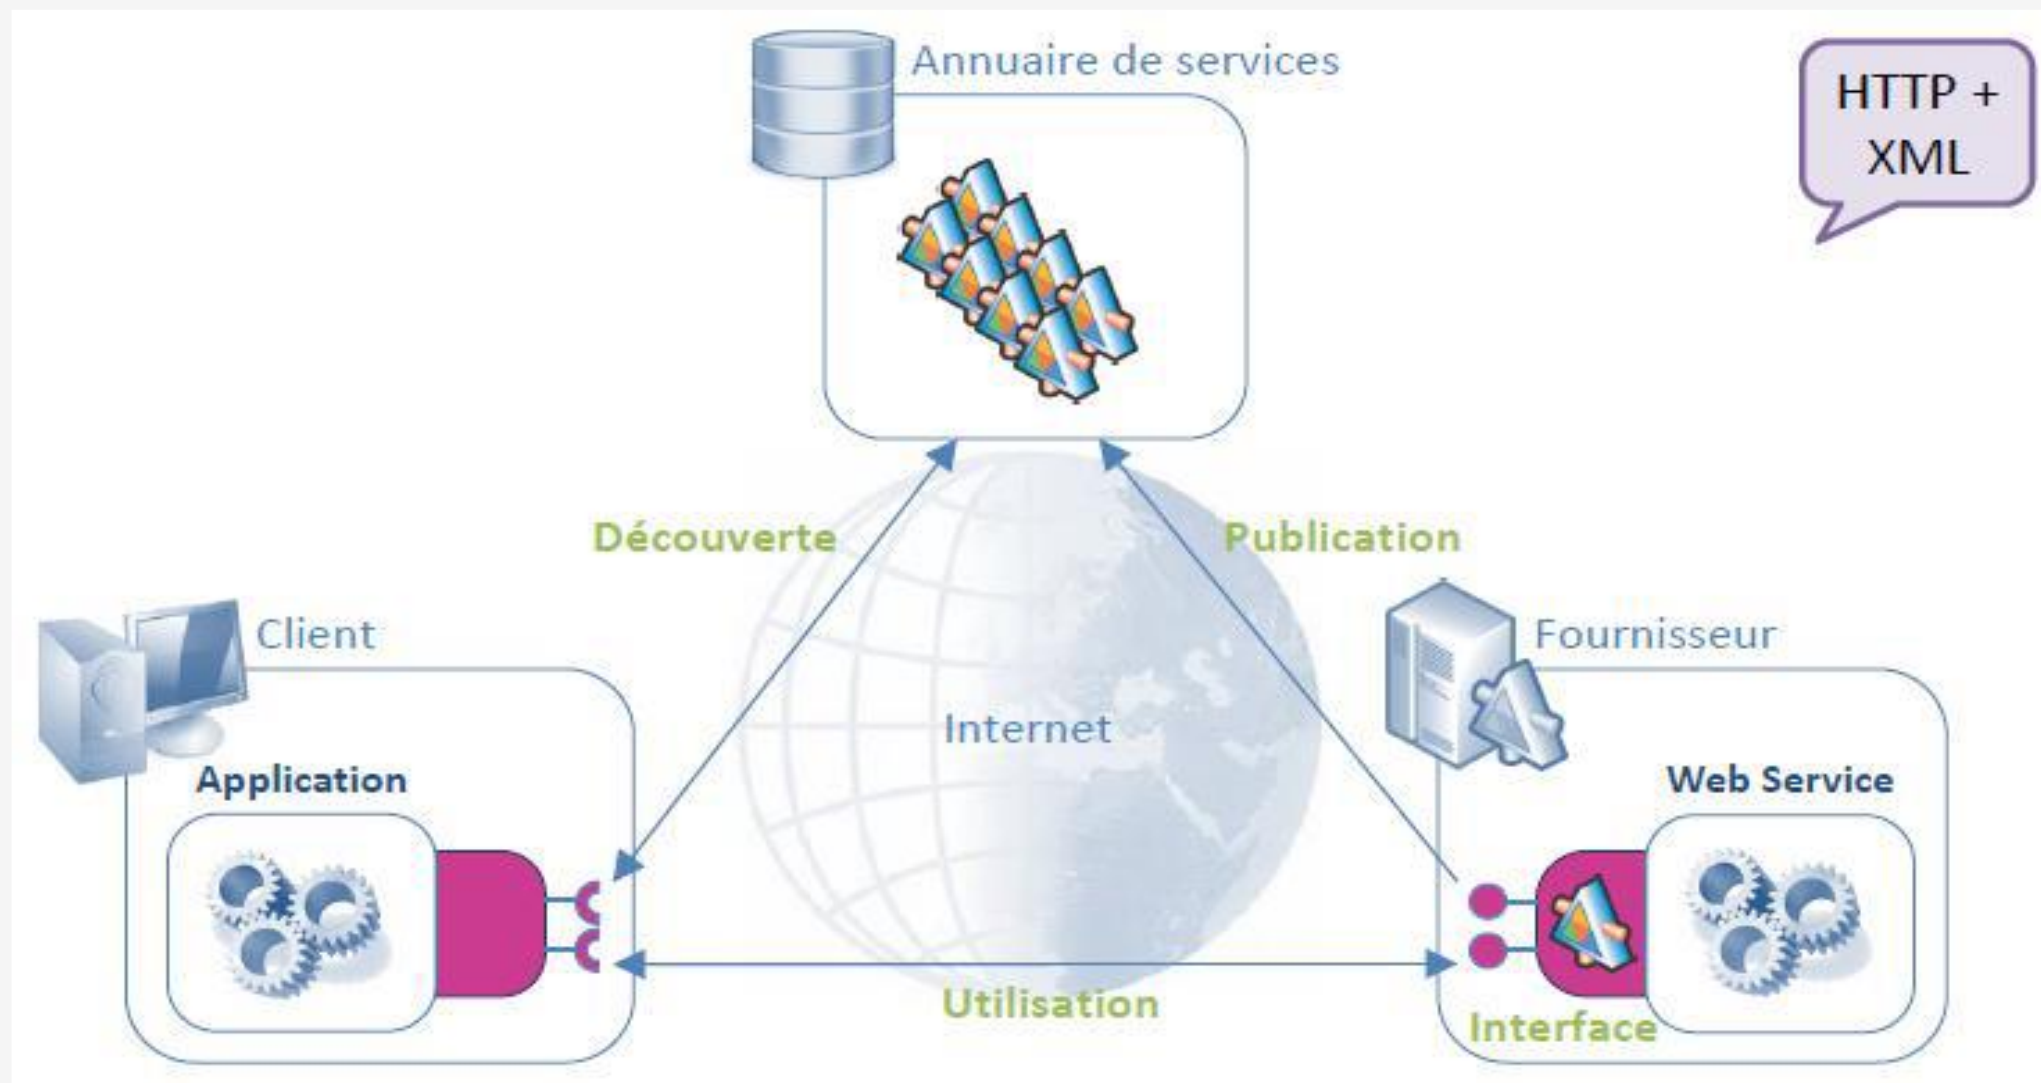 Annuaire de services
HTTP +
XML
Découverte
Publication
Client
Fournisseur
Internet
Application
Web Service
Utilisation
Interface